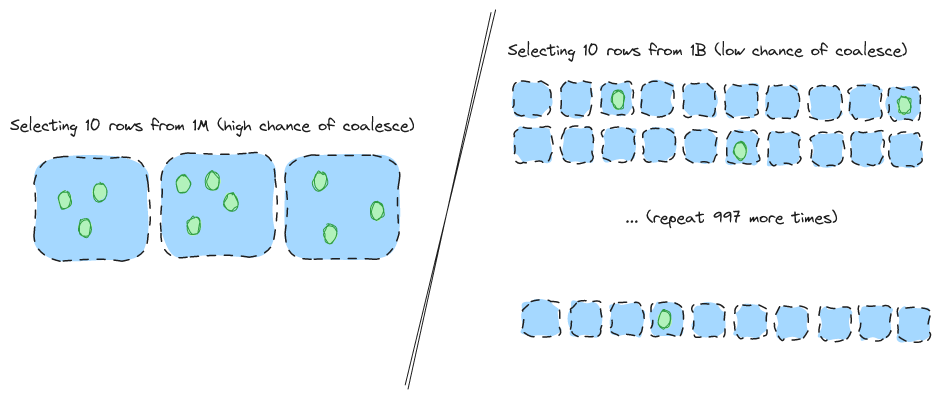 Selecting 10 rows from 1M (high chance of coalesce)
Selecting 10 rows from 1B (low chance of coalesce)
... (repeat 997 more times)